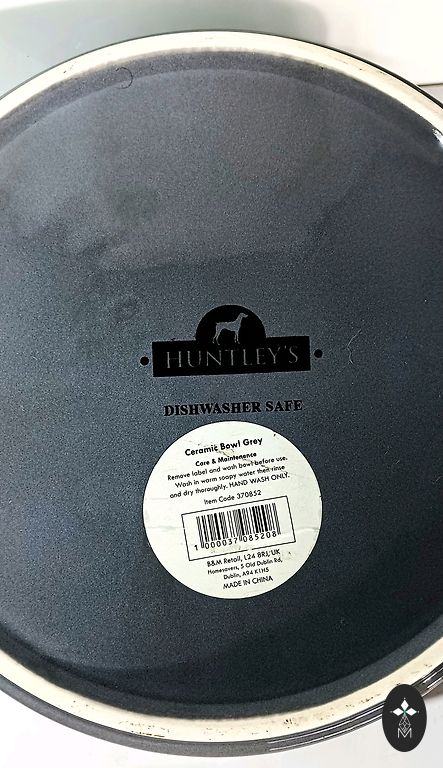 HUNTLEY'S
DISHWASHER SAFE
Ceramic Bowl Grey
Care & Maintenance
Remove label and wash bowl before use.
Wash in warm soapy water then rinse
and dry thoroughly. HAND WASH ONLY.
Item Code 370852
1 000037 085208
B&M Retail, L24 8RJ, UK
Homesavers, 5 Old Dublin Rd,
Dublin, A94 K1H5
MADE IN CHINA
M